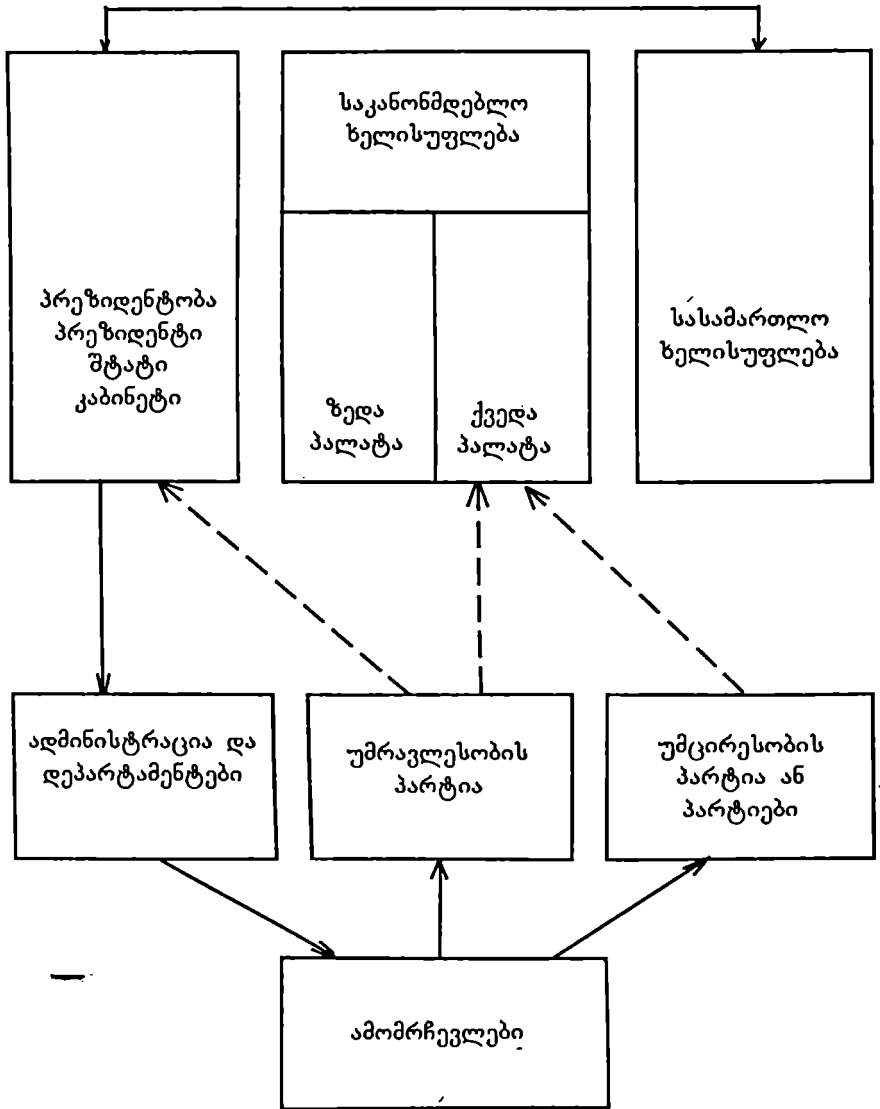 საკანონმდებლო
ხელისუფლება
პრეზიდენტობა
პრეზიდენტი
შტატი
კაბინეტი
ზედა
პალატა
ქვედა
პალატა
სასამართლო
ხელისუფლება
ადმინისტრაცია და
დეპარტამენტები
უმრავლესობის
პარტია
უმცირესობის
პარტია ან
პარტიები
ამომრჩევლები